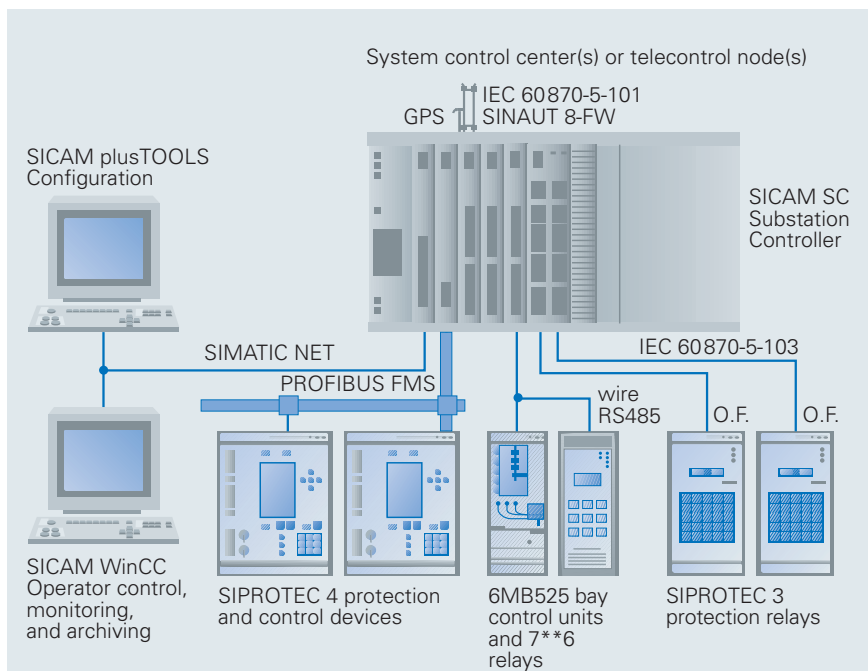 System control center(s) or telecontrol node(s)
IEC 60870-5-101
GPS SINAUT 8-FW
SICAM plusTOOLS
Configuration
SICAM SC
Substation
Controller
SIMATIC NET
IEC 60870-5-103
PROFIBUS FMS
wire
RS485
O.F. O.F.
SICAM WinCC
Operator control,
monitoring,
and archiving
SIPROTEC 4 protection
and control devices
6MB525 bay
control units
and 7**6
relays
SIPROTEC 3
protection relays